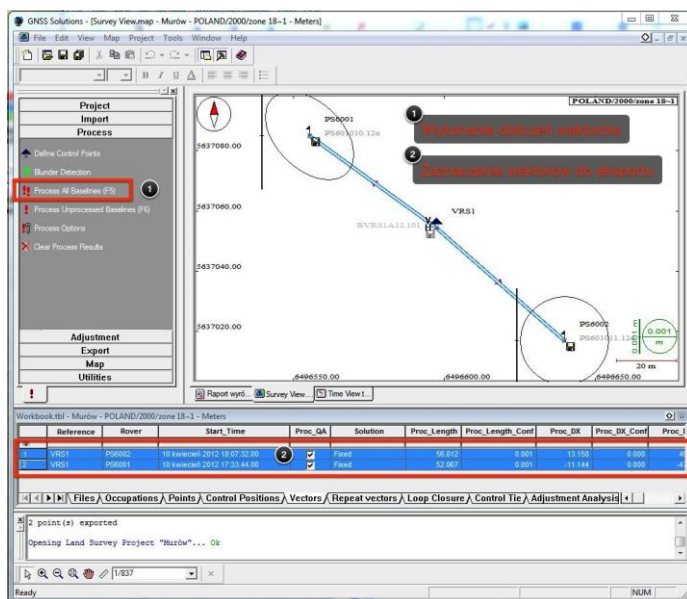 GNSS Solutions - [Survey View.map - Murów - POLAND/2000/zone 18~1 - Meters]
File Edit View Map Project Tools Window Help
Project
Import
Process
Define Control Points
Blunder Detection
Process All Baselines (F5)
1
Process Unprocessed Baselines (F6)
Process Options
Clear Process Results
Adjustment
Export
Map
Utilities
POLAND/2000/zone 18~1
1 Wykonanie obliczeń wektorów
2 Zaznaczenie wektorów do eksportu
PS6001
PS601010.12a
5637080.00
5637060.00
VRS1
5637040.00
5637020.00
PS6002
0.001 m
0.001
m
20 m
6496550.00
6496600.00
6496650.00
Raport wyró... Survey View... Time View t...
Workbook.tbl - Murów - POLAND/2000/zone 18~1 - Meters
Reference Rover Start_Time Proc_QA Solution Proc_Length Proc_Length_Conf Proc_DX Proc_DX_Conf
1 VRS1 PS6002 10 kwiecień 2012 18:07:32.00 2 Fixed 56.812 0.001 13.158 0.000
2 VRS1 PS6001 10 kwiecień 2012 17:33:44.00 Fixed 52.067 0.001 -11.144 0.000
Files Occupations Points Control Positions Vectors Repeat vectors Loop Closure Control Tie Adjustment Analysis
2 point(s) exported
Opening Land Survey Project "Murów"... Ok
1/837
Ready
NUM